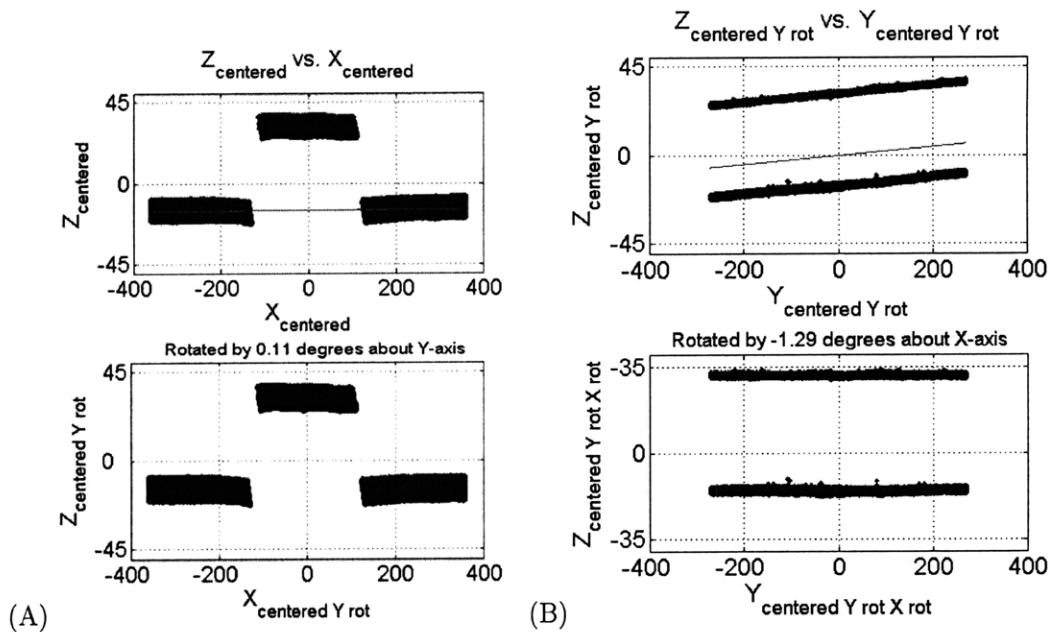 Z centered vs. X centered
45
0
-45
Z centered
-400 -200 0 200 400
X centered
Rotated by 0.11 degrees about Y-axis
45
0
-45
Z centered Y rot
-400 -200 0 200 400
X centered Y rot
(A)
Z centered Y rot vs. Y centered Y rot
45
0
-45
Z centered Y rot
-400 -200 0 200 400
Y centered Y rot
Rotated by -1.29 degrees about X-axis
-35
0
-35
Z centered Y rot X rot
-400 -200 0 200 400
Y centered Y rot X rot
(B)